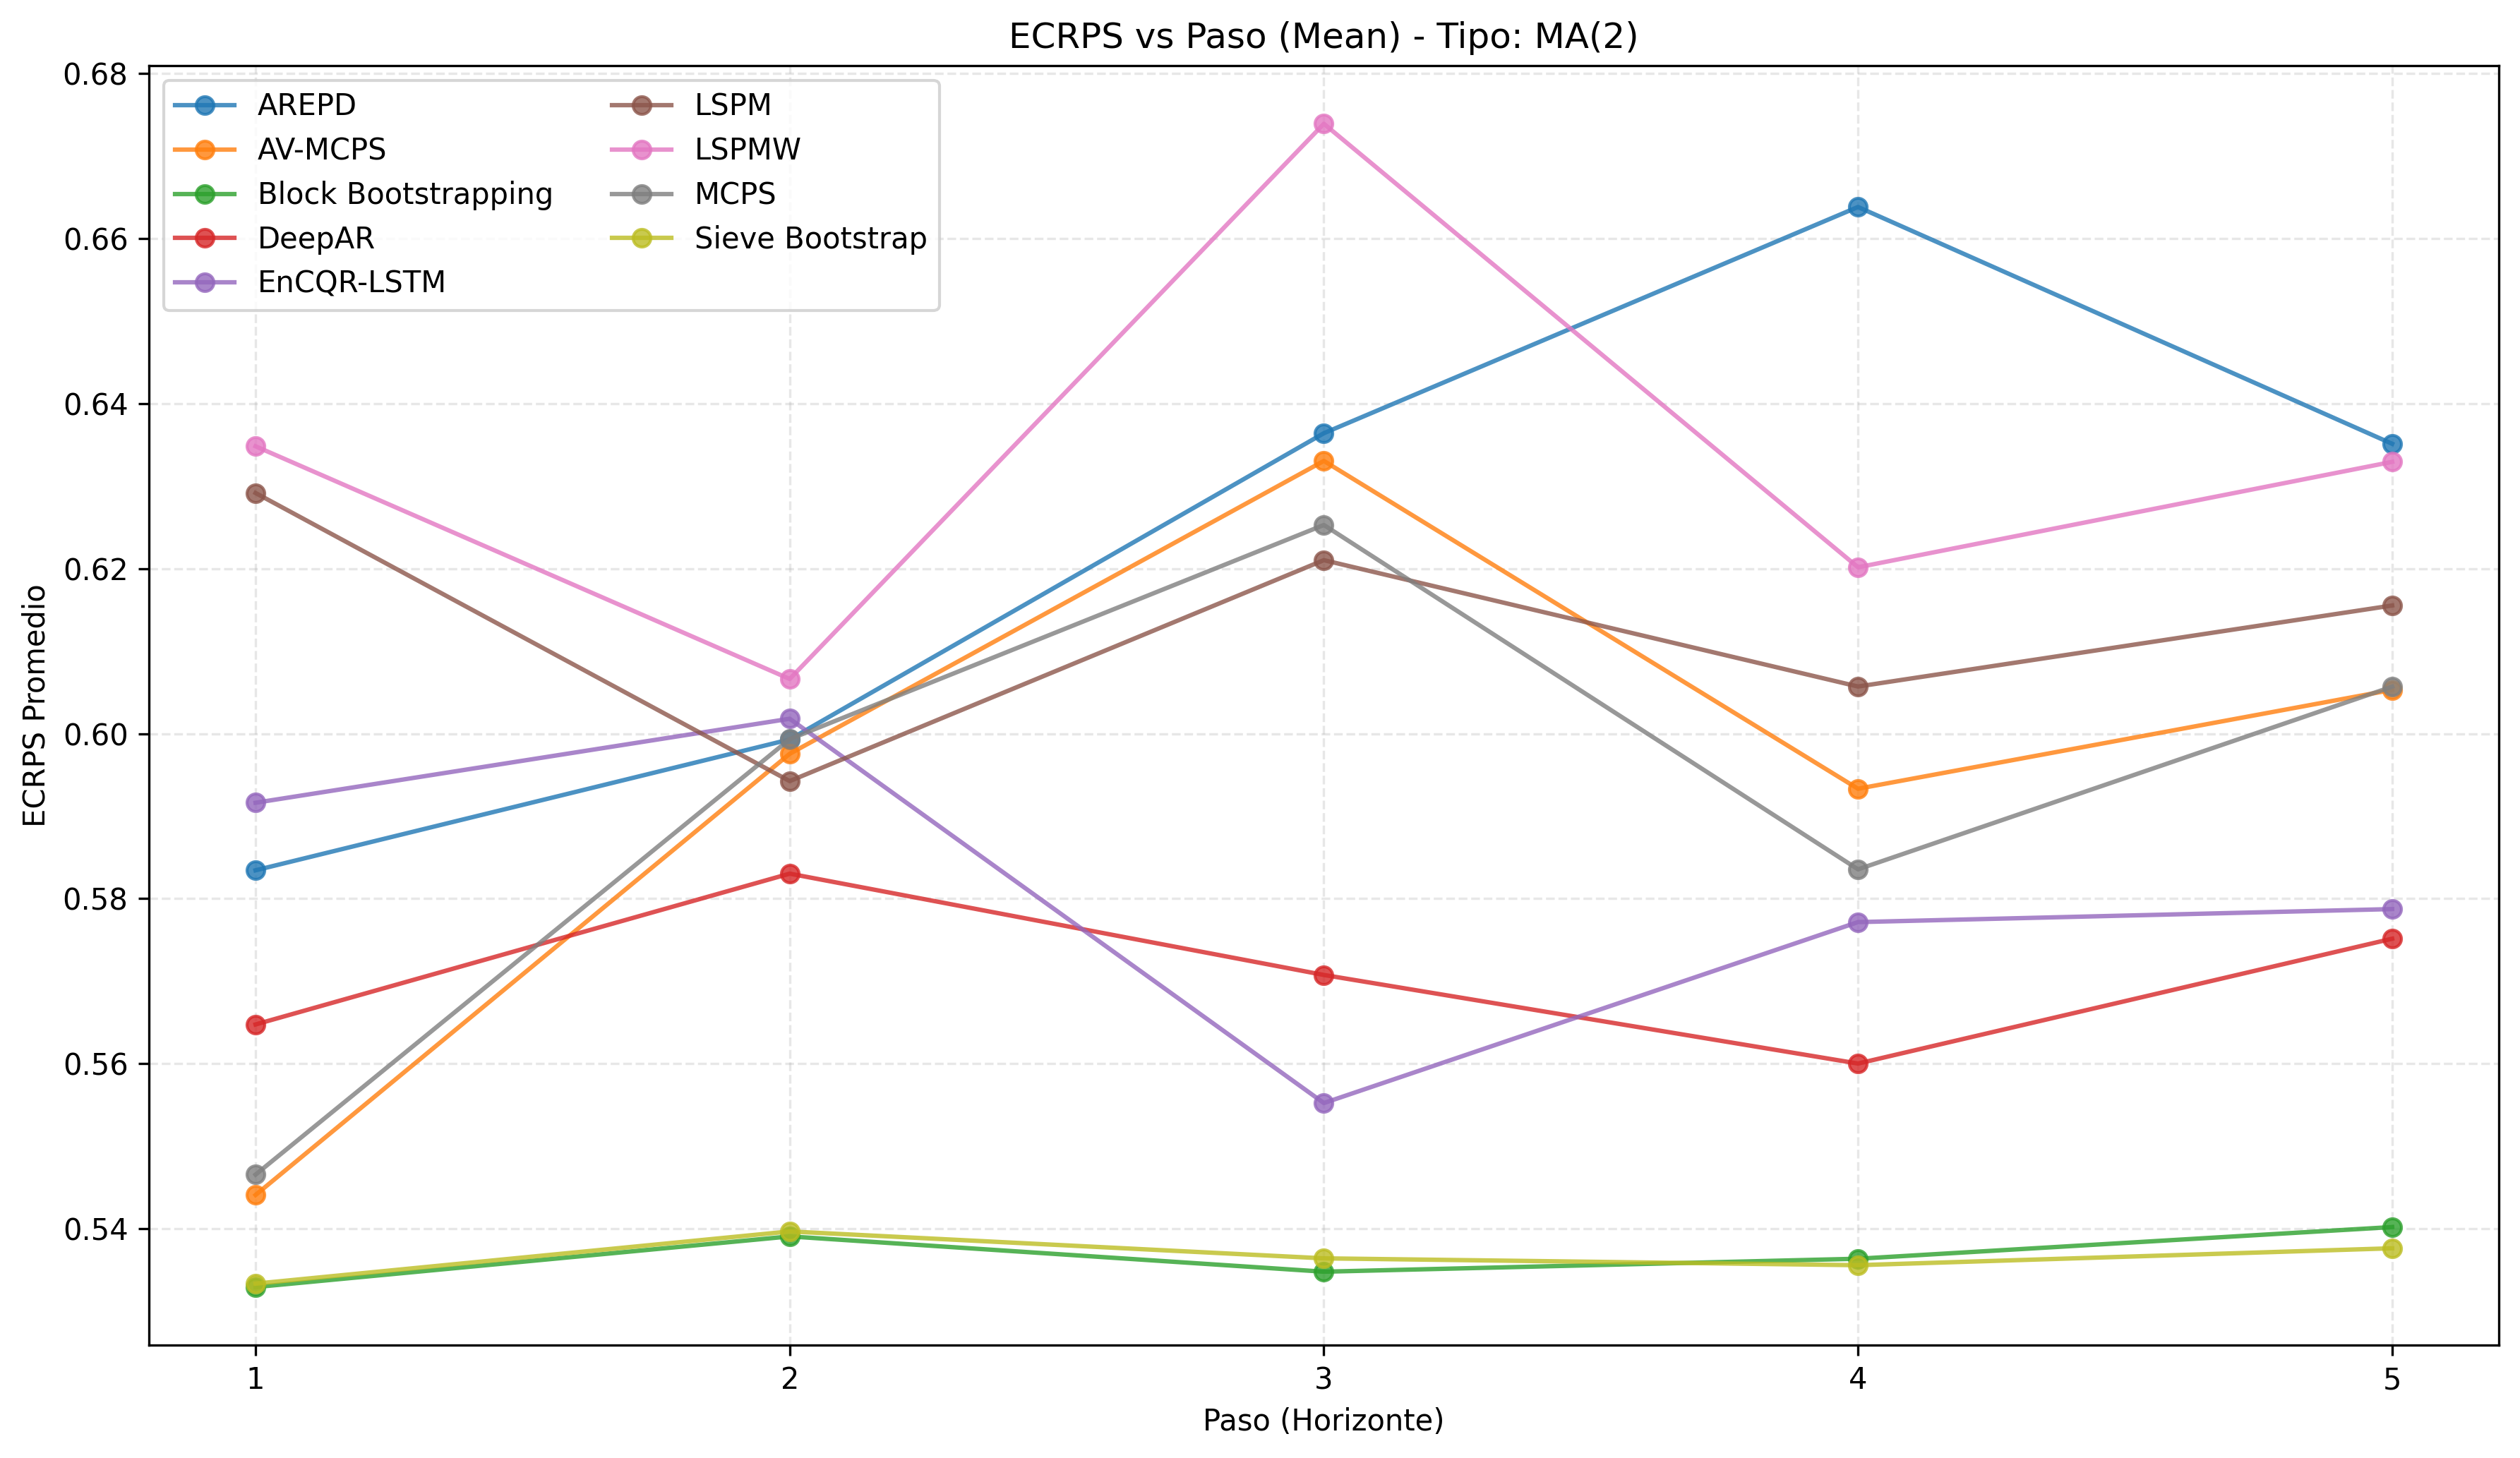 ECRPS vs Paso (Mean) - Tipo: MA(2)
AREPD
AV-MCPS
Block Bootstrapping
DeepAR
EnCQR-LSTM
LSPM
LSPMW
MCPS
Sieve Bootstrap
ECRPS Promedio
0.68
0.66
0.64
0.62
0.60
0.58
0.56
0.54
1 2 3 4 5
Paso (Horizonte)